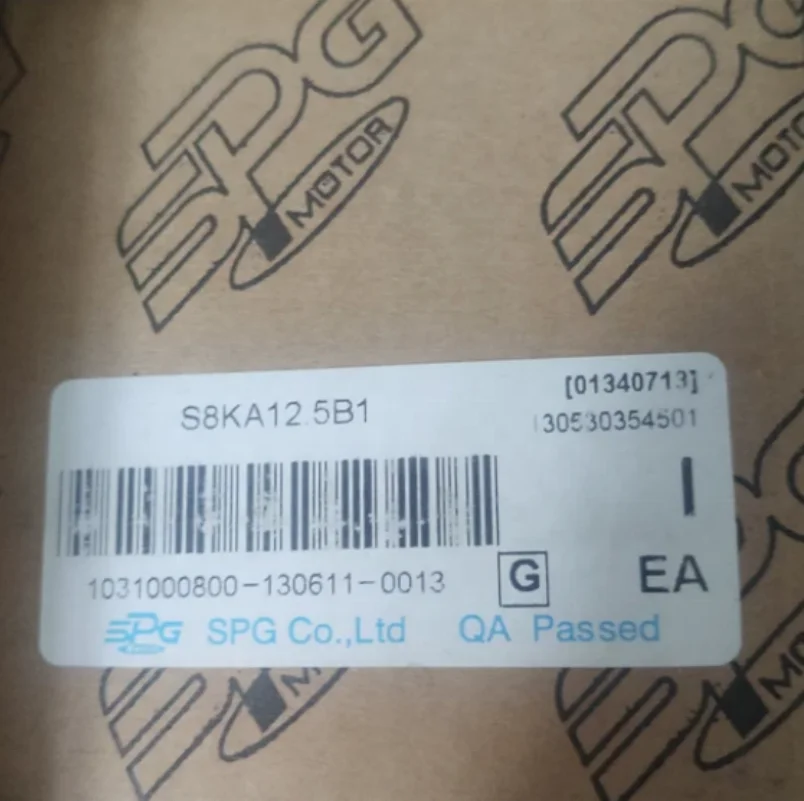 SPG
MOTOR
SPG
MOTOR
S8KA12.5B1
[01340713]
130530354501
I
1031000800-130611-0013
G
EA
SPG SPG Co.,Ltd QA Passed